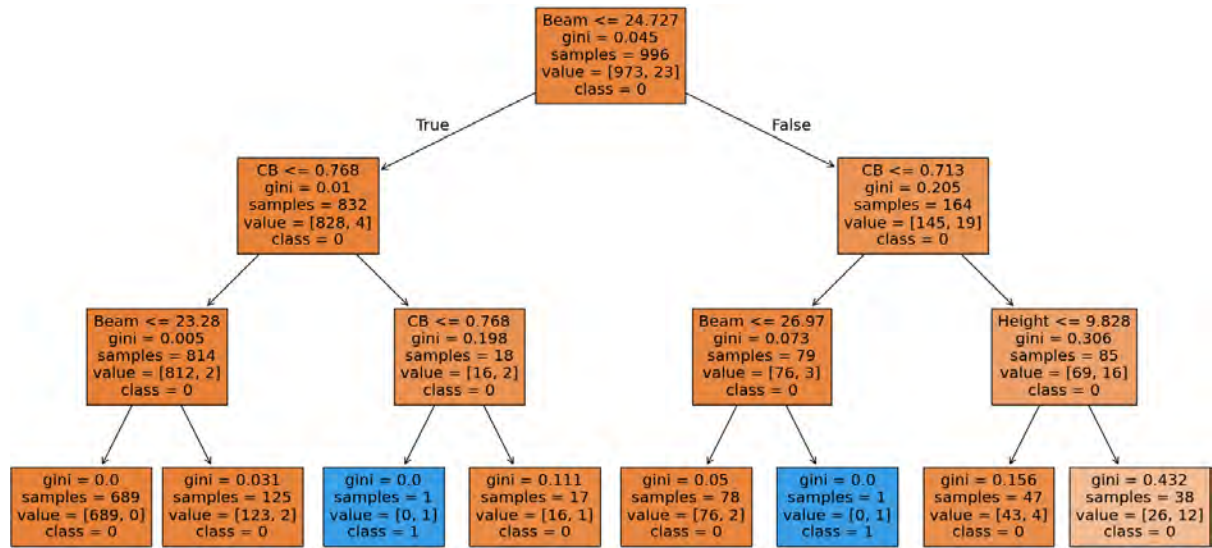 Beam <= 24.727
gini = 0.045
samples = 996
value = [973, 23]
class = 0
True
False
CB <= 0.768
gini = 0.01
samples = 832
value = [828, 4]
class = 0
CB <= 0.713
gini = 0.205
samples = 164
value = [145, 19]
class = 0
Beam <= 23.28
gini = 0.005
samples = 814
value = [812, 2]
class = 0
CB <= 0.768
gini = 0.198
samples = 18
value = [16, 2]
class = 0
Beam <= 26.97
gini = 0.073
samples = 79
value = [76, 3]
class = 0
Height <= 9.828
gini = 0.306
samples = 85
value = [69, 16]
class = 0
gini = 0.0
samples = 689
value = [689, 0]
class = 0
gini = 0.031
samples = 125
value = [123, 2]
class = 0
gini = 0.0
samples = 1
value = [0, 1]
class = 1
gini = 0.111
samples = 17
value = [16, 1]
class = 0
gini = 0.05
samples = 78
value = [76, 2]
class = 0
gini = 0.0
samples = 1
value = [0, 1]
class = 1
gini = 0.156
samples = 47
value = [43, 4]
class = 0
gini = 0.432
samples = 38
value = [26, 12]
class = 0